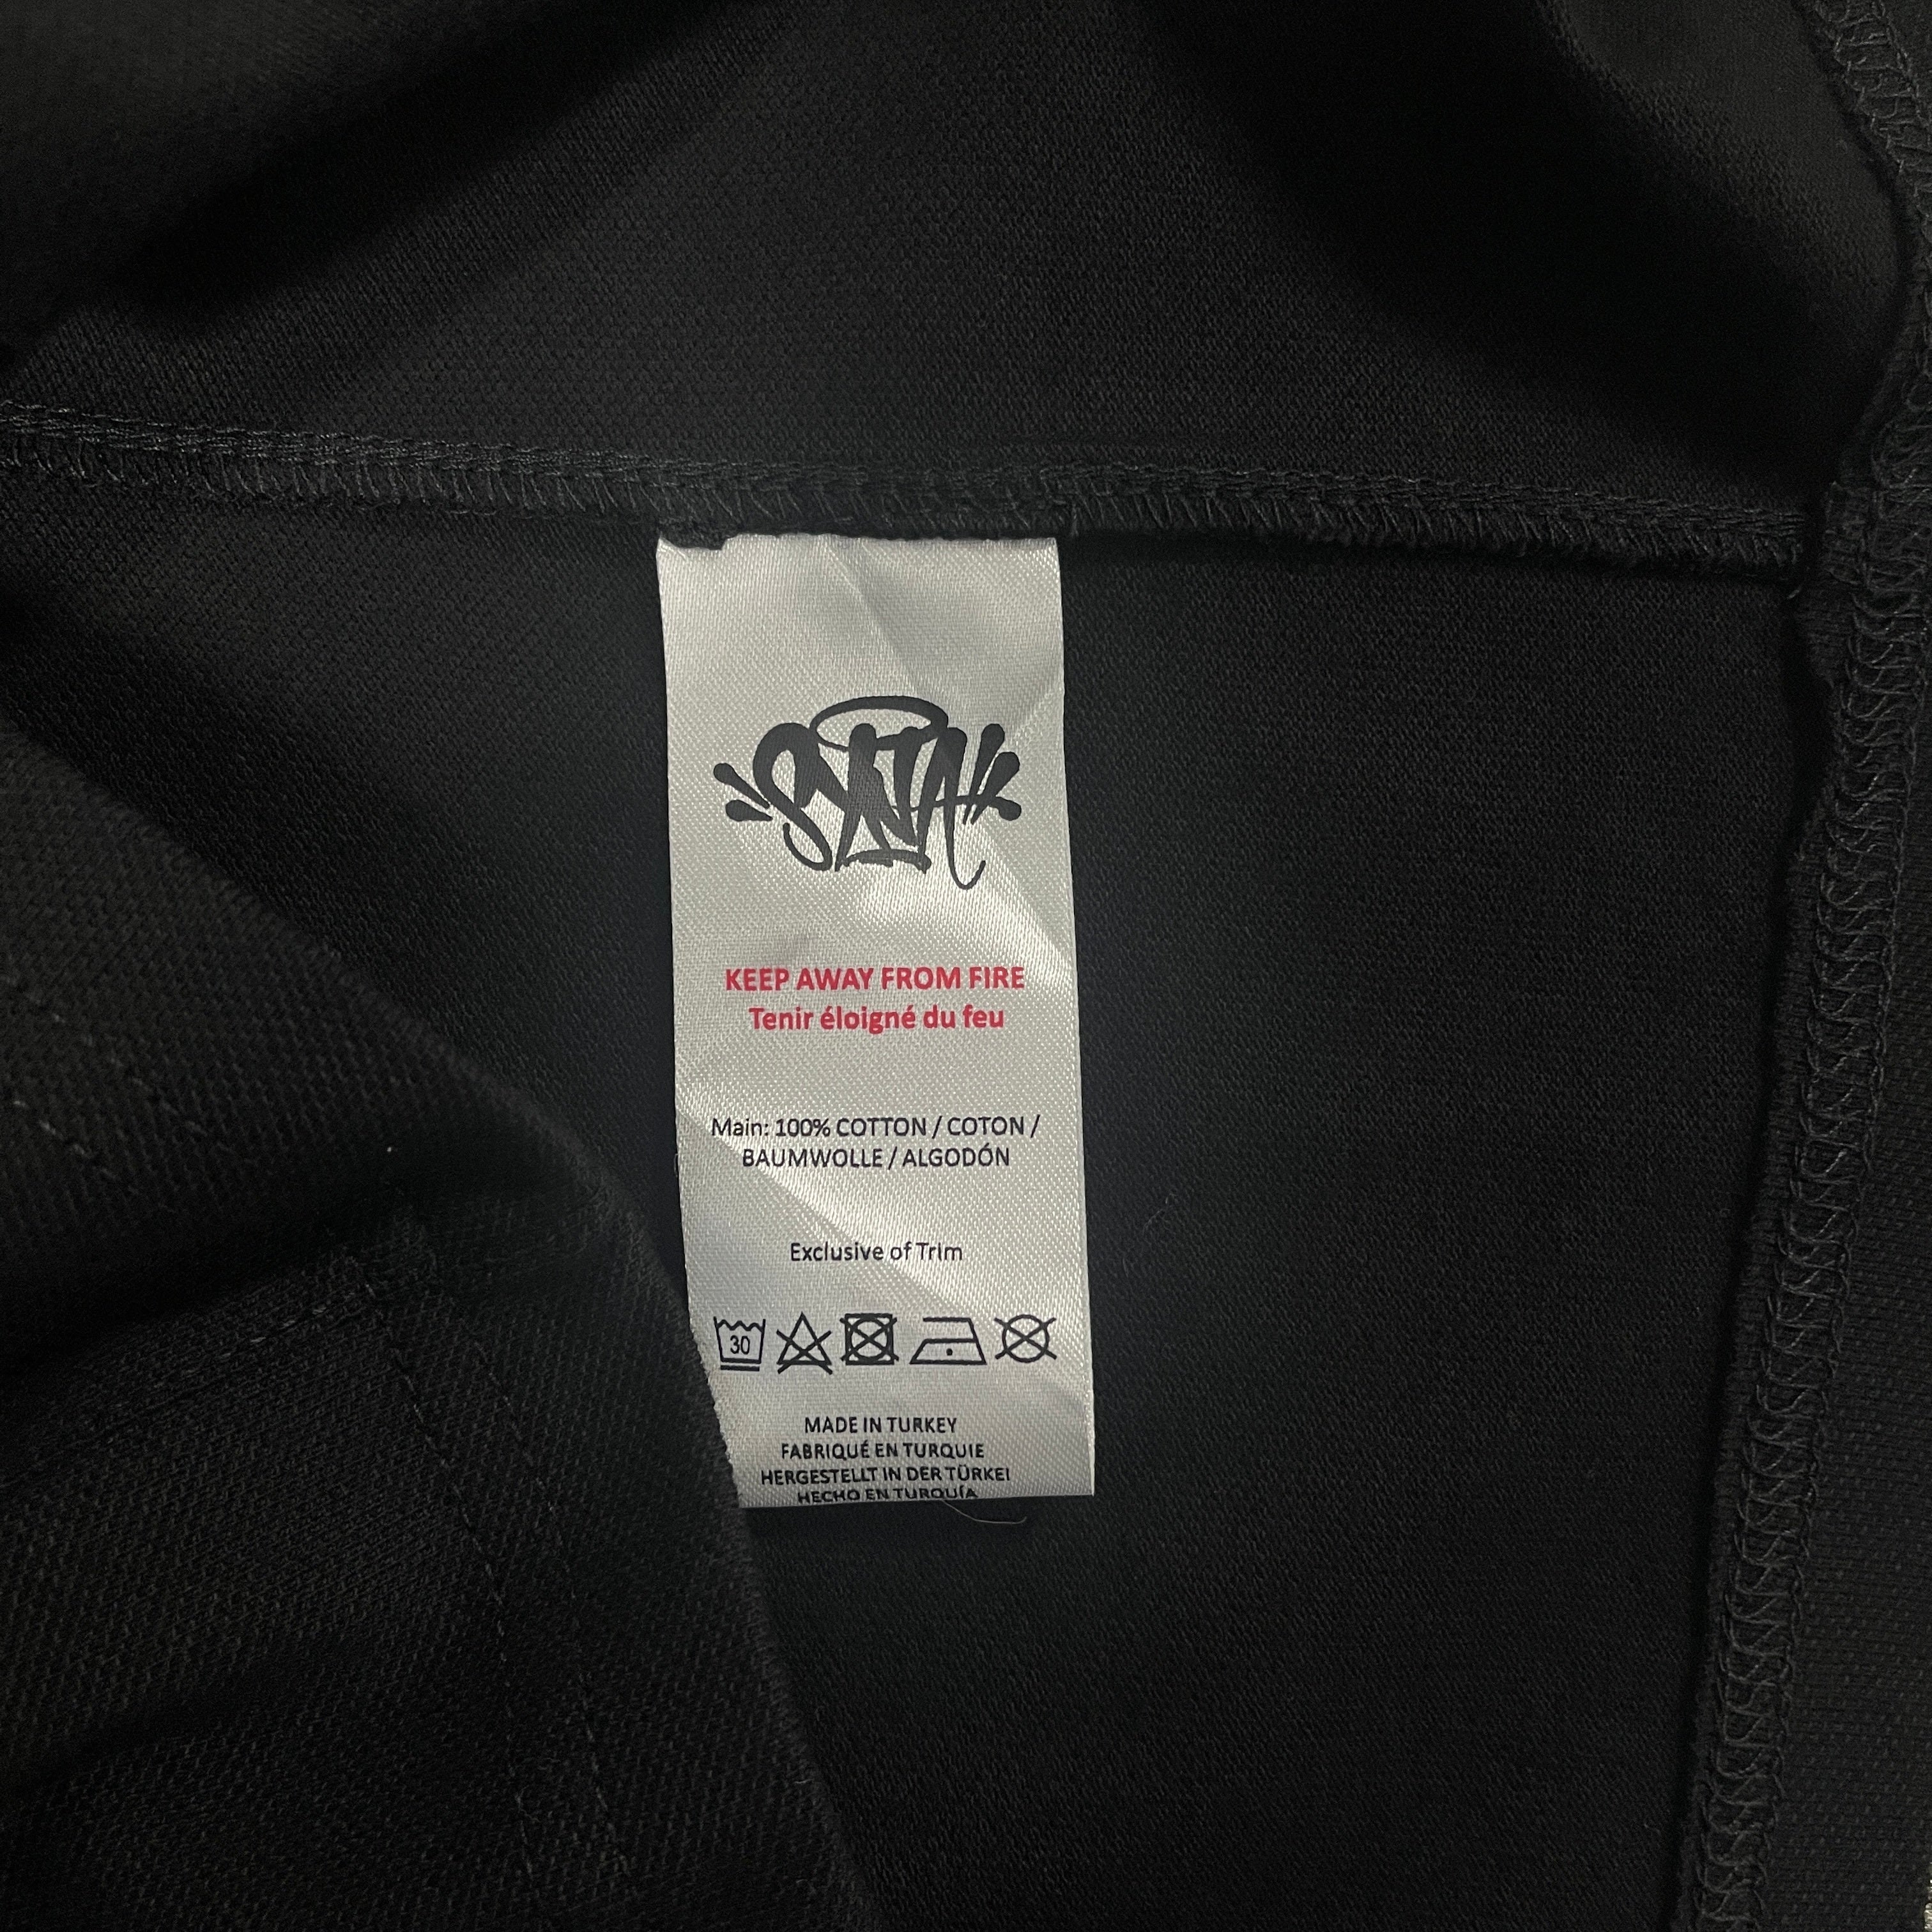 SYNA
KEEP AWAY FROM FIRE
Tenir éloigné du feu
Main: 100% COTTON / COTON /
BAUMWOLLE / ALGODÓN
Exclusive of Trim
30
MADE IN TURKEY
FABRIQUÉ EN TURQUIE
HERGESTELLT IN DER TÜRKEI
HECHO EN TURQUÍA